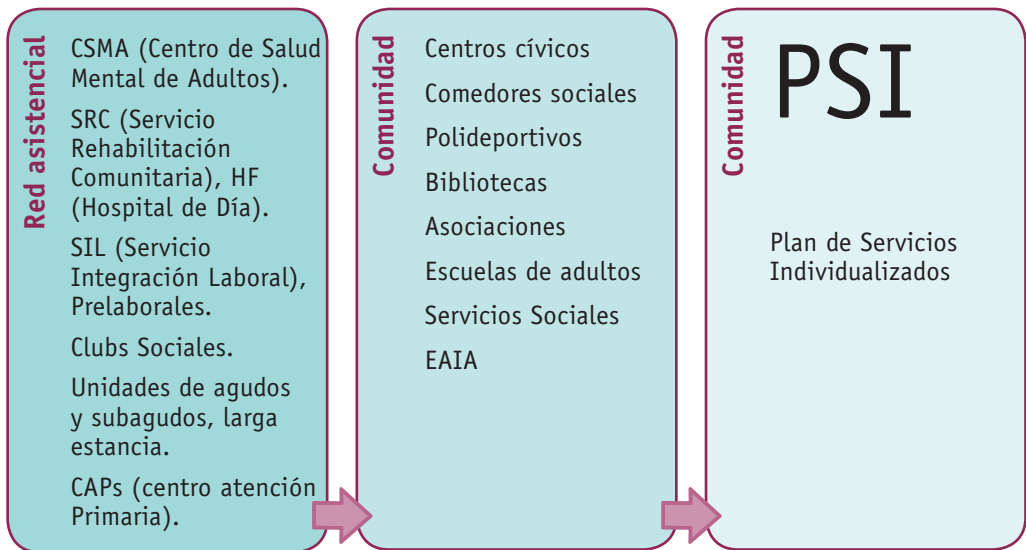 Red asistencial
CSMA (Centro de Salud
Mental de Adultos).
SRC (Servicio
Rehabilitación
Comunitaria), HF
(Hospital de Día).
SIL (Servicio
Integración Laboral),
Prelaborales.
Clubs Sociales.
Unidades de agudos
y subagudos, larga
estancia.
CAPs (centro atención
Primaria).
Comunidad
Centros cívicos
Comedores sociales
Polideportivos
Bibliotecas
Asociaciones
Escuelas de adultos
Servicios Sociales
EAIA
Comunidad
PSI
Plan de Servicios
Individualizados